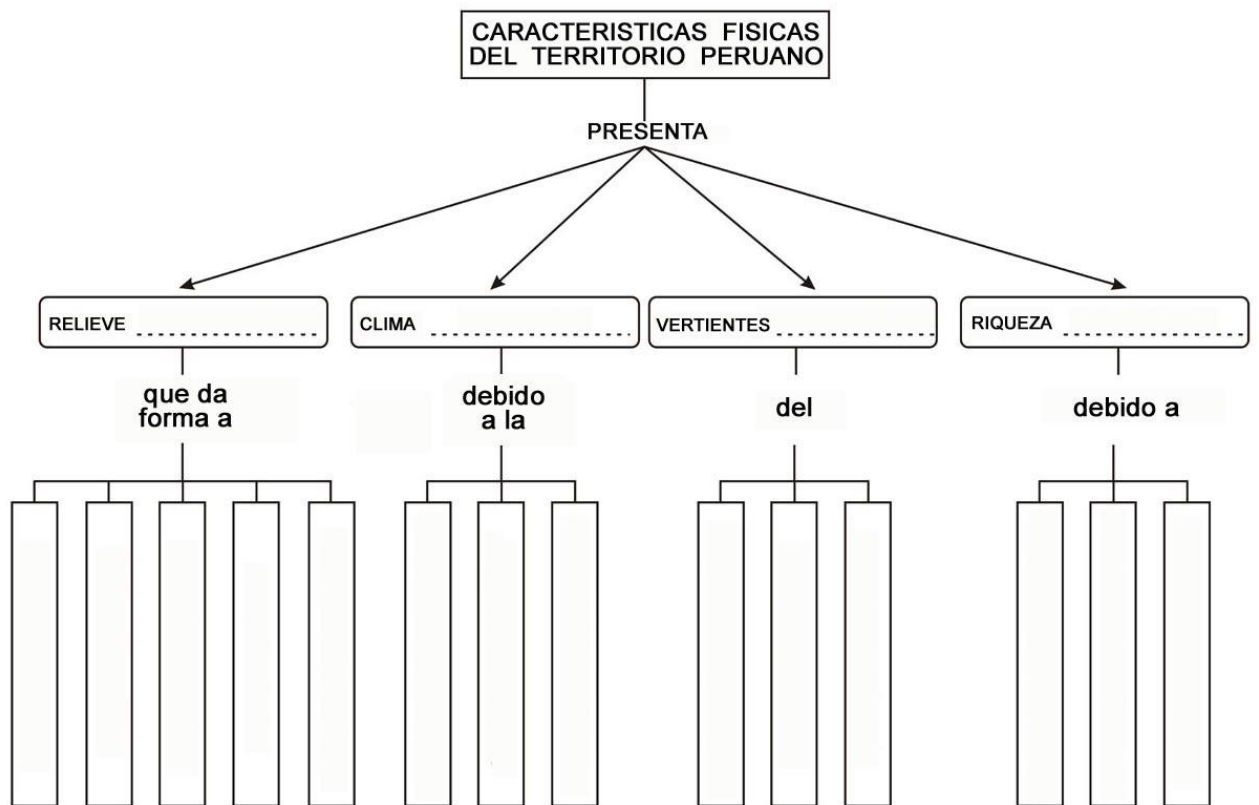 CARACTERISTICAS FISICAS
DEL TERRITORIO PERUANO
PRESENTA
RELIEVE
CLIMA
VERTIENTES
RIQUEZA
que da
forma a
debido
a la
del
debido a